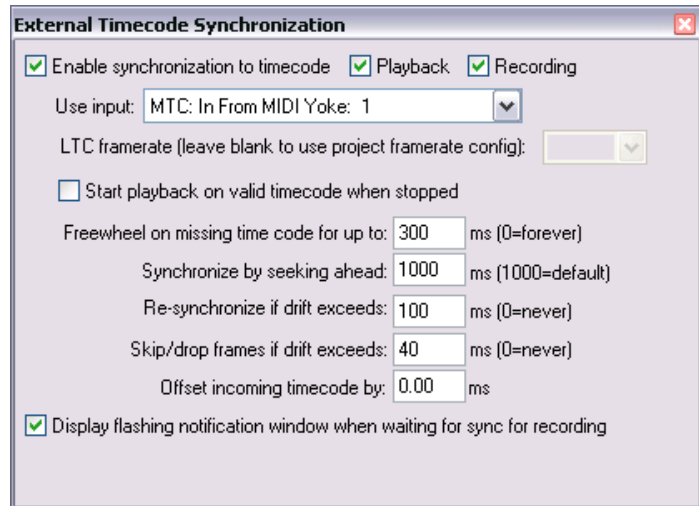 External Timecode Synchronization
Enable synchronization to timecode Playback Recording
Use input: MTC: In From MIDI Yoke: 1
LTC framerate (leave blank to use project framerate config):
Start playback on valid timecode when stopped
Freewheel on missing time code for up to: 300 ms (0=forever)
Synchronize by seeking ahead: 1000 ms (1000=default)
Re-synchronize if drift exceeds: 100 ms (0=never)
Skip/drop frames if drift exceeds: 40 ms (0=never)
Offset incoming timecode by: 0.00 ms
Display flashing notification window when waiting for sync for recording